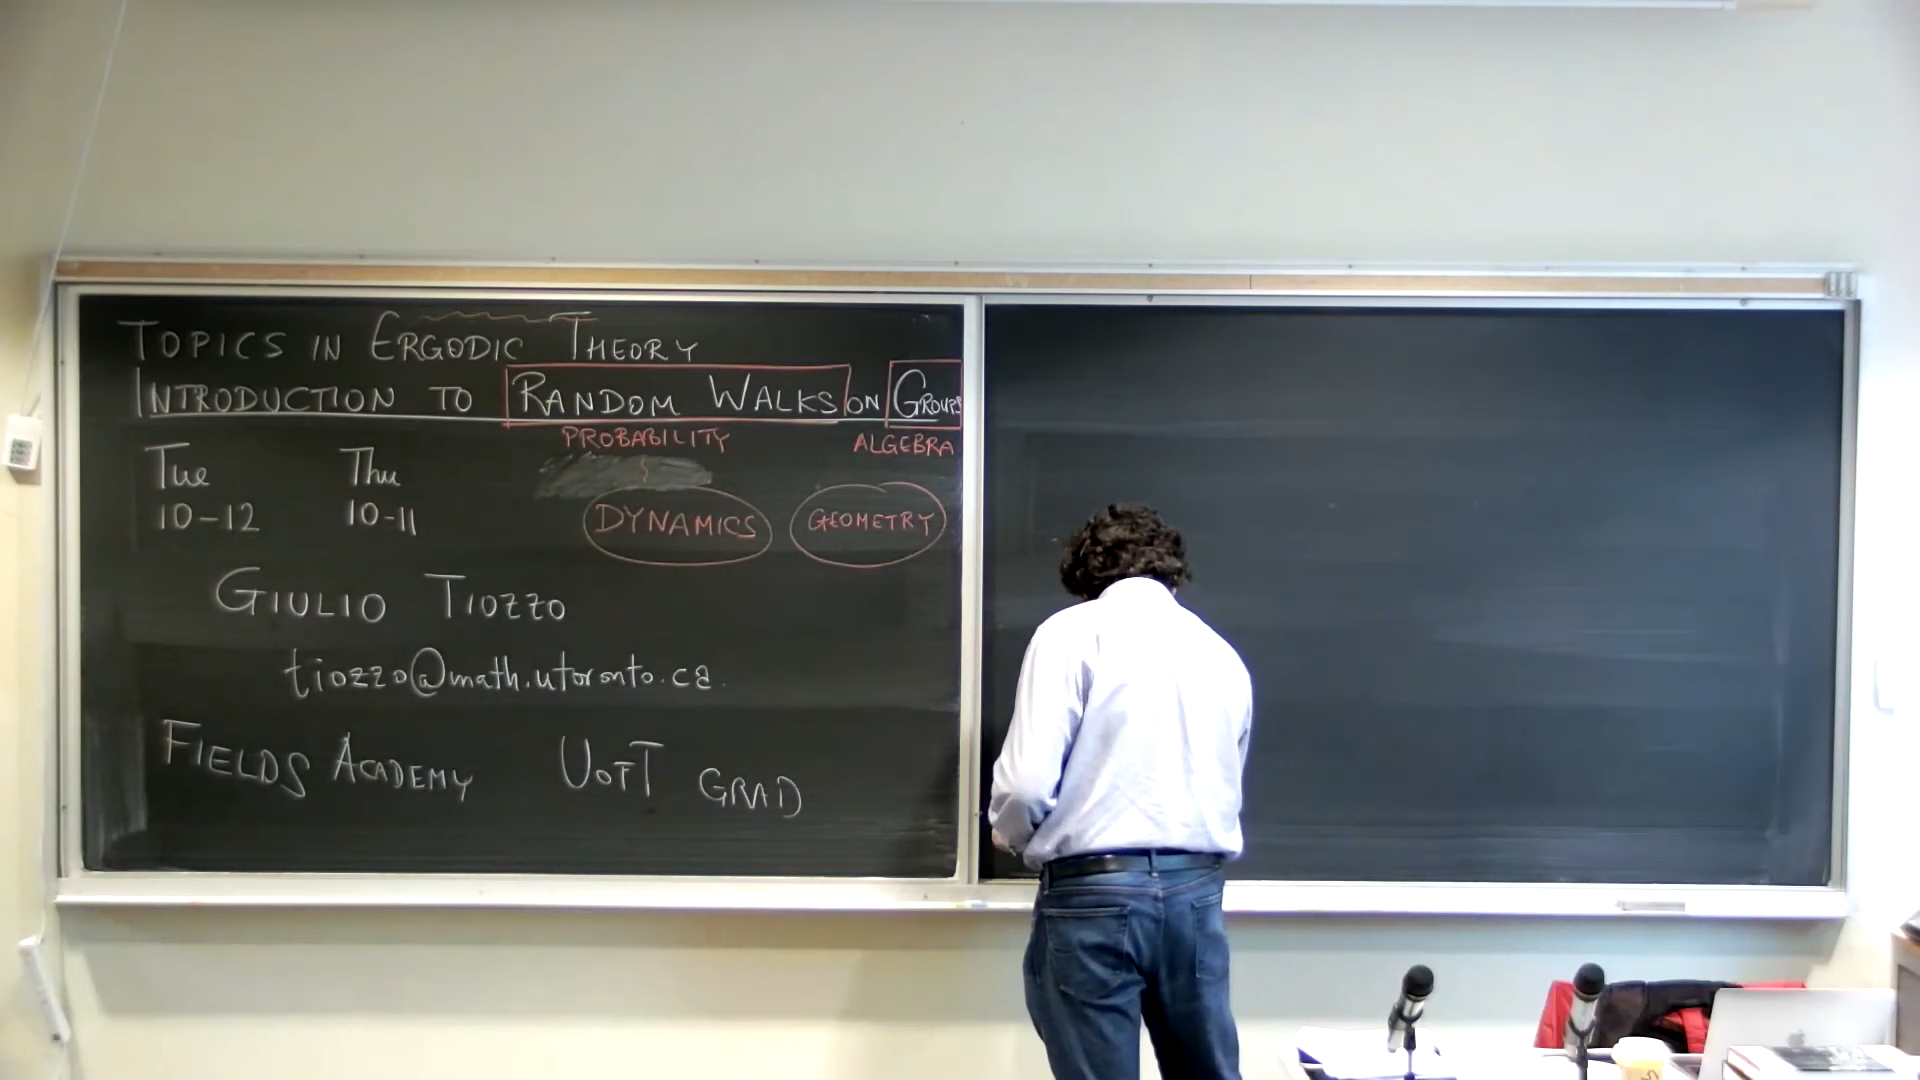 TOPICS IN ERGODIC THEORY
INTRODUCTION TO RANDOM WALKS ON GROUPS
PROBABILITY ALGEBRA
Tue Thu
10-12 10-11
DYNAMICS GEOMETRY
GIULIO TIOZZO
tiozzo@math.utoronto.ca.
FIELDS ACADEMY UOFT GRAD